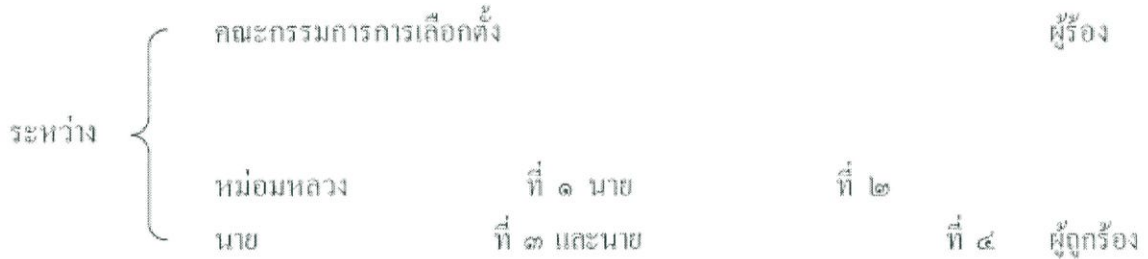 คณะกรรมการการเลือกตั้ง ผู้ร้อง
ระหว่าง
หม่อมหลวง ที่ ๑ นาย ที่ ๒
นาย ที่ ๓ และนาย ที่ ๔ ผู้ถูกร้อง